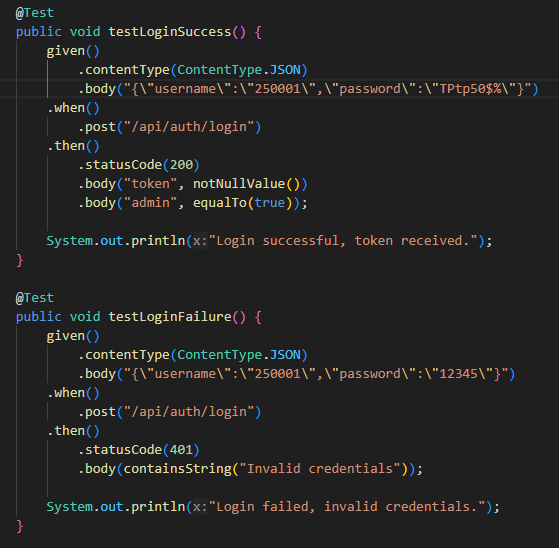 @Test
public void testLoginSuccess() {
    given()
        .contentType(ContentType.JSON)
        .body("{\"username\":\"250001\",\"password\":\"TPtp50$%\"}")
    .when()
        .post("/api/auth/login")
    .then()
        .statusCode(200)
        .body("token", notNullValue())
        .body("admin", equalTo(true));
    System.out.println(x:"Login successful, token received.");
}
@Test
public void testLoginFailure() {
    given()
        .contentType(ContentType.JSON)
        .body("{\"username\":\"250001\",\"password\":\"12345\"}")
    .when()
        .post("/api/auth/login")
    .then()
        .statusCode(401)
        .body(containsString("Invalid credentials"));
    System.out.println(x:"Login failed, invalid credentials.");
}